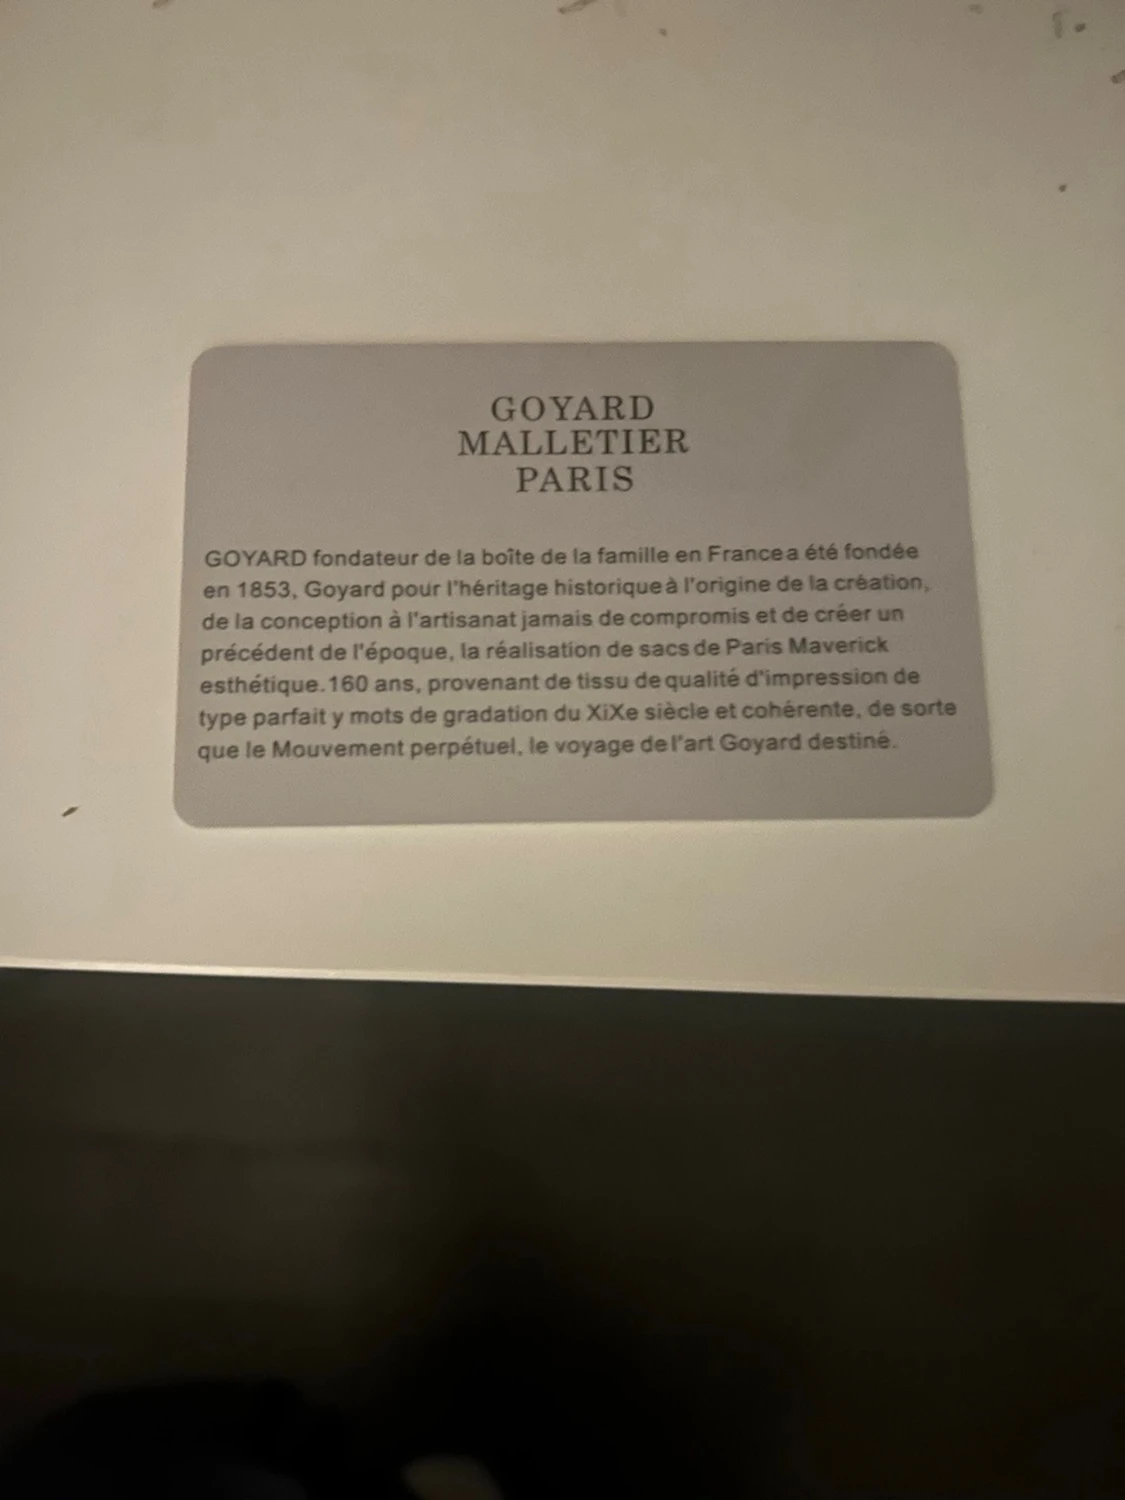 GOYARD
MALLETIER
PARIS
GOYARD fondateur de la boîte de la famille en France a été fondée
en 1853, Goyard pour l'héritage historique à l'origine de la création,
de la conception à l'artisanat jamais de compromis et de créer un
précédent de l'époque, la réalisation de sacs de Paris Maverick
esthétique.160 ans, provenant de tissu de qualité d'impression de
type parfait y mots de gradation du XiXe siècle et cohérente, de sorte
que le Mouvement perpétuel, le voyage de l'art Goyard destiné.